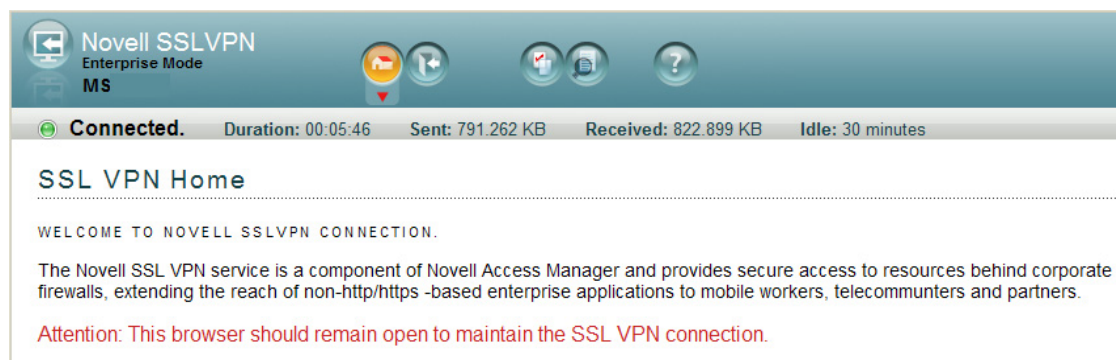 Novell SSLVPN
Enterprise Mode
MS
?
Connected. Duration: 00:05:46 Sent: 791.262 KB Received: 822.899 KB Idle: 30 minutes
SSL VPN Home
WELCOME TO NOVELL SSLVPN CONNECTION.
The Novell SSL VPN service is a component of Novell Access Manager and provides secure access to resources behind corporate
firewalls, extending the reach of non-http/https -based enterprise applications to mobile workers, telecommunters and partners.
Attention: This browser should remain open to maintain the SSL VPN connection.